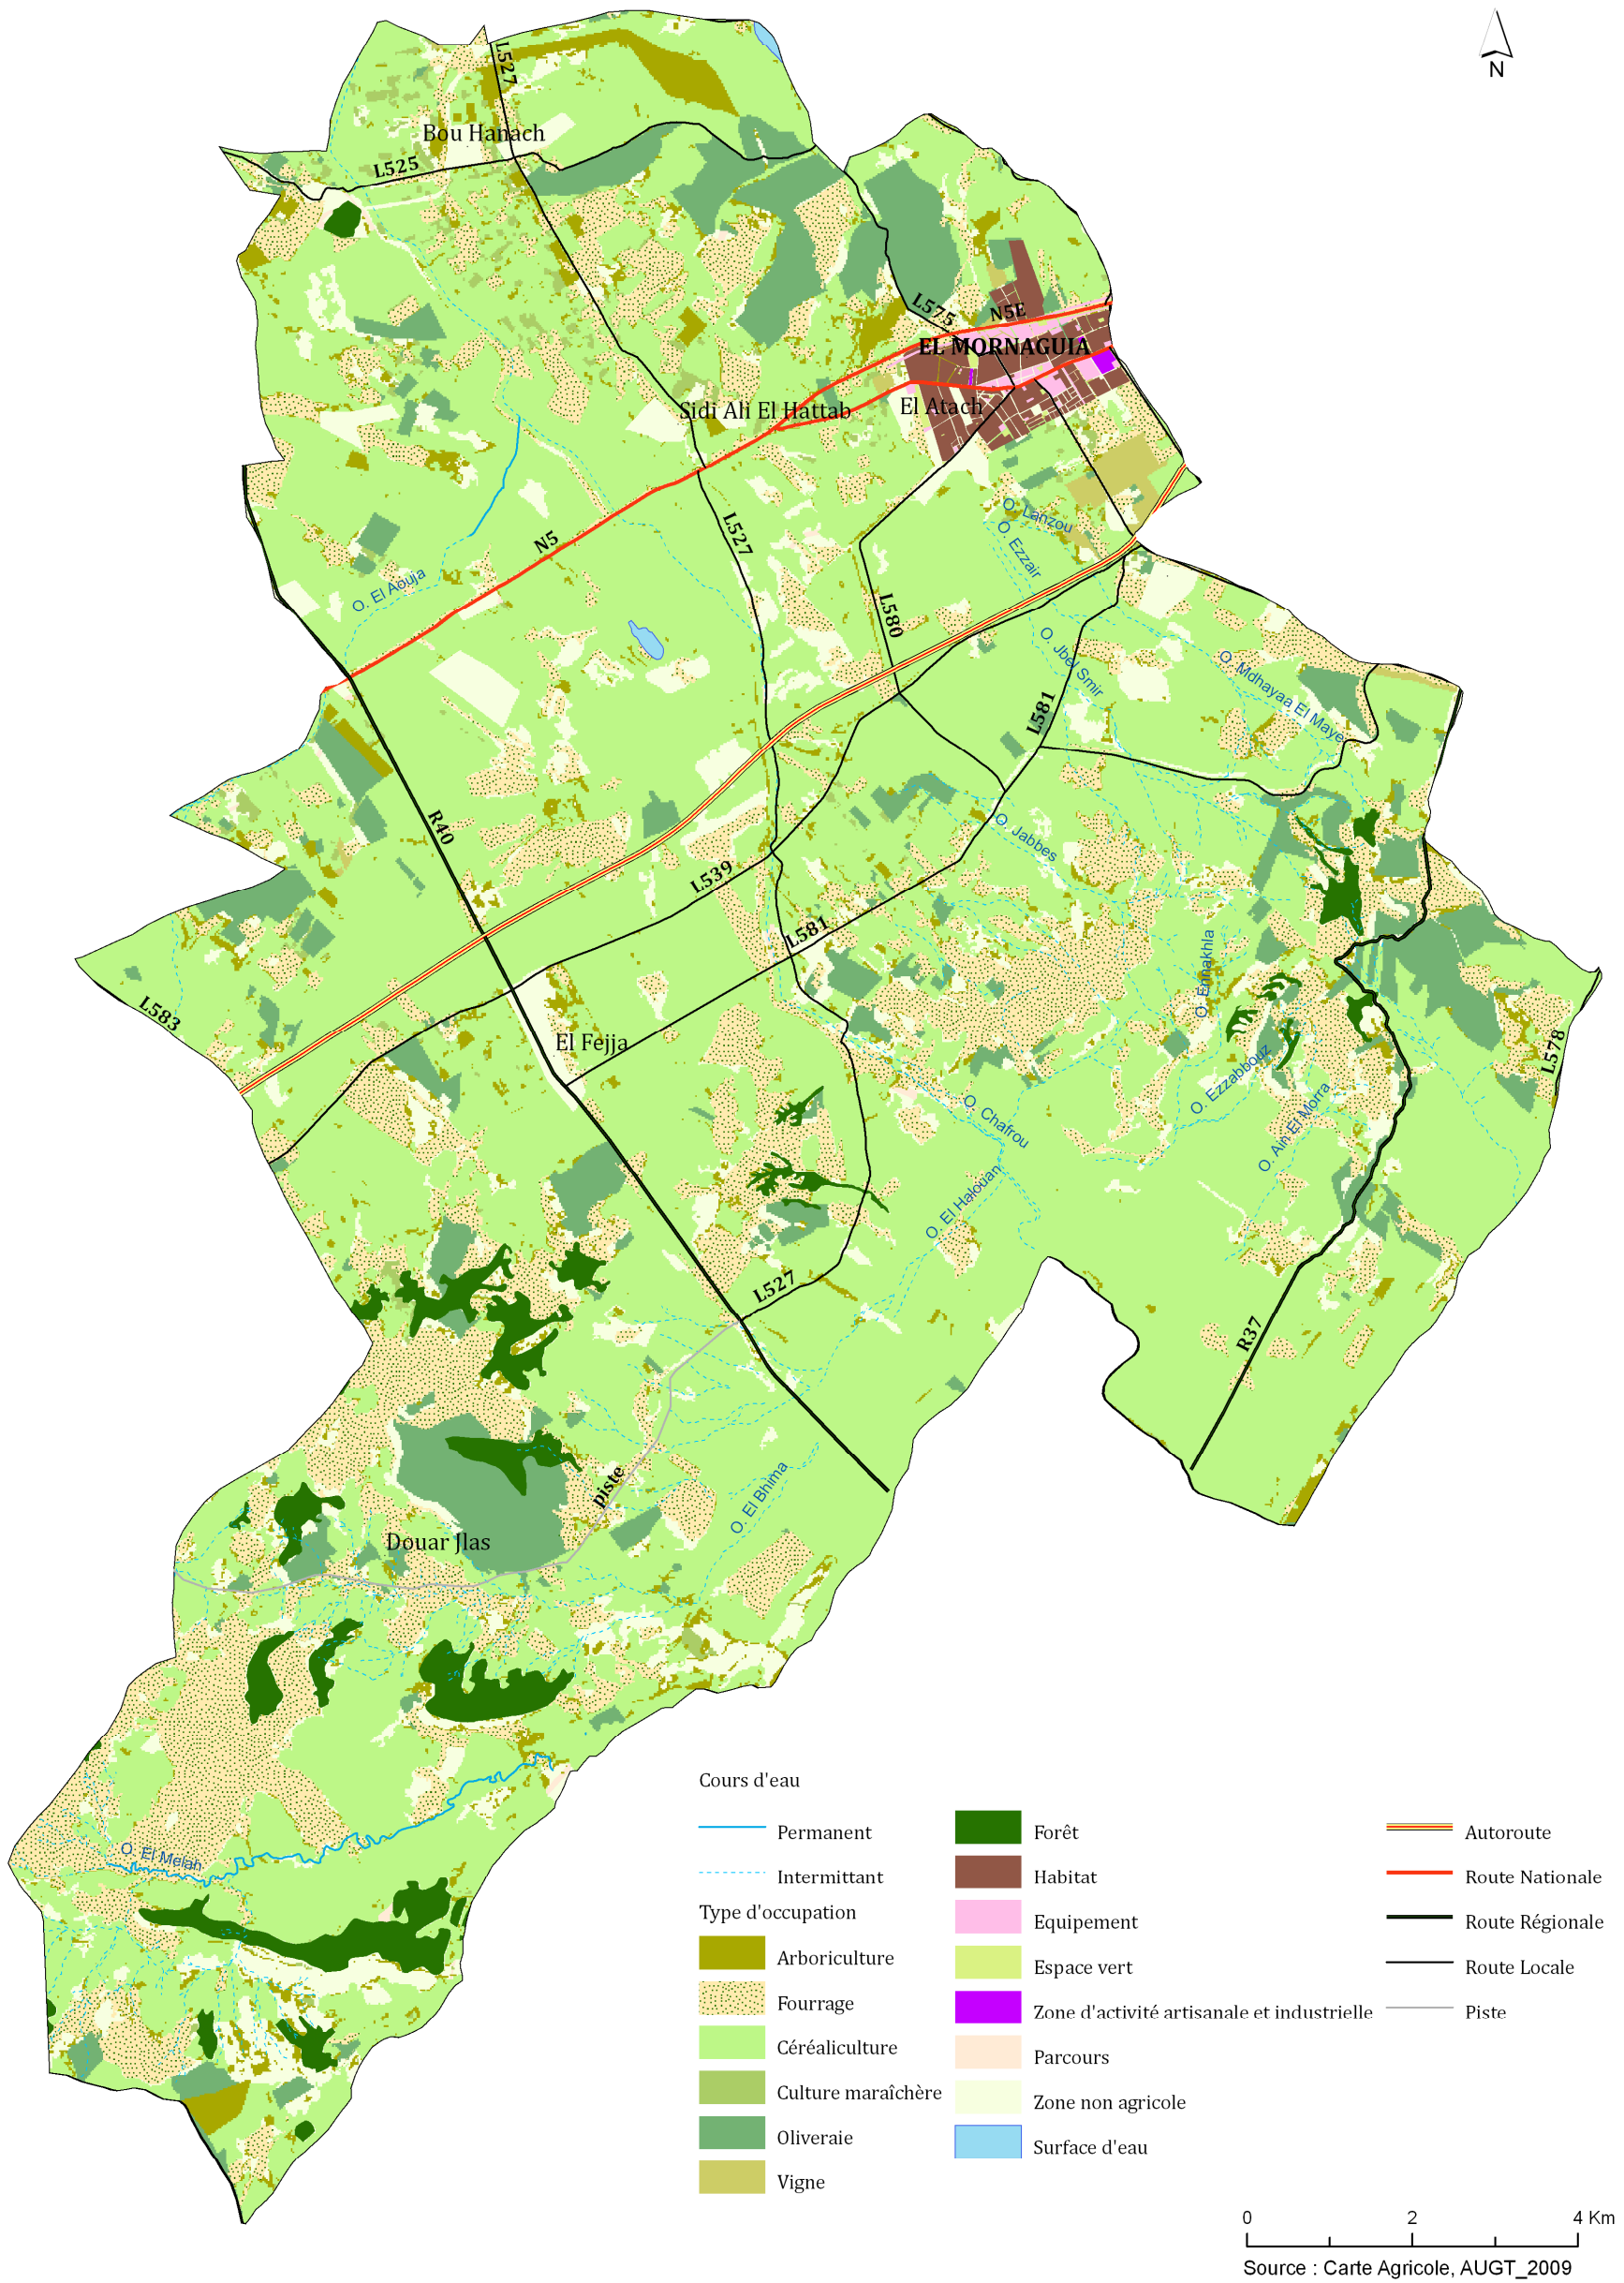 N
L527
Bou Hanach
L525
L575
N5E
EL MORNAGUIA
Sidi Ali El Hattab
El Atach
O. Lanzou
O. Ezzair
L527
N5
O. El Aouja
L580
O. Jbel Smir
O. Mdhayaa El Maye
L581
R40
O. Jabbes
L539
L581
O. Ennakhla
L583
El Fejja
L578
O. Ezzabbouz
O. Chafrou
O. Ain El Morra
O. El Halouan
L527
R37
piste
O. El Bhima
Douar Jlas
O. El Melah
Cours d'eau
Permanent
Intermittant
Type d'occupation
Arboriculture
Fourrage
Céréaliculture
Culture maraîchère
Oliveraie
Vigne
Forêt
Habitat
Equipement
Espace vert
Zone d'activité artisanale et industrielle
Parcours
Zone non agricole
Surface d'eau
Autoroute
Route Nationale
Route Régionale
Route Locale
Piste
0 2 4 Km
Source : Carte Agricole, AUGT_2009